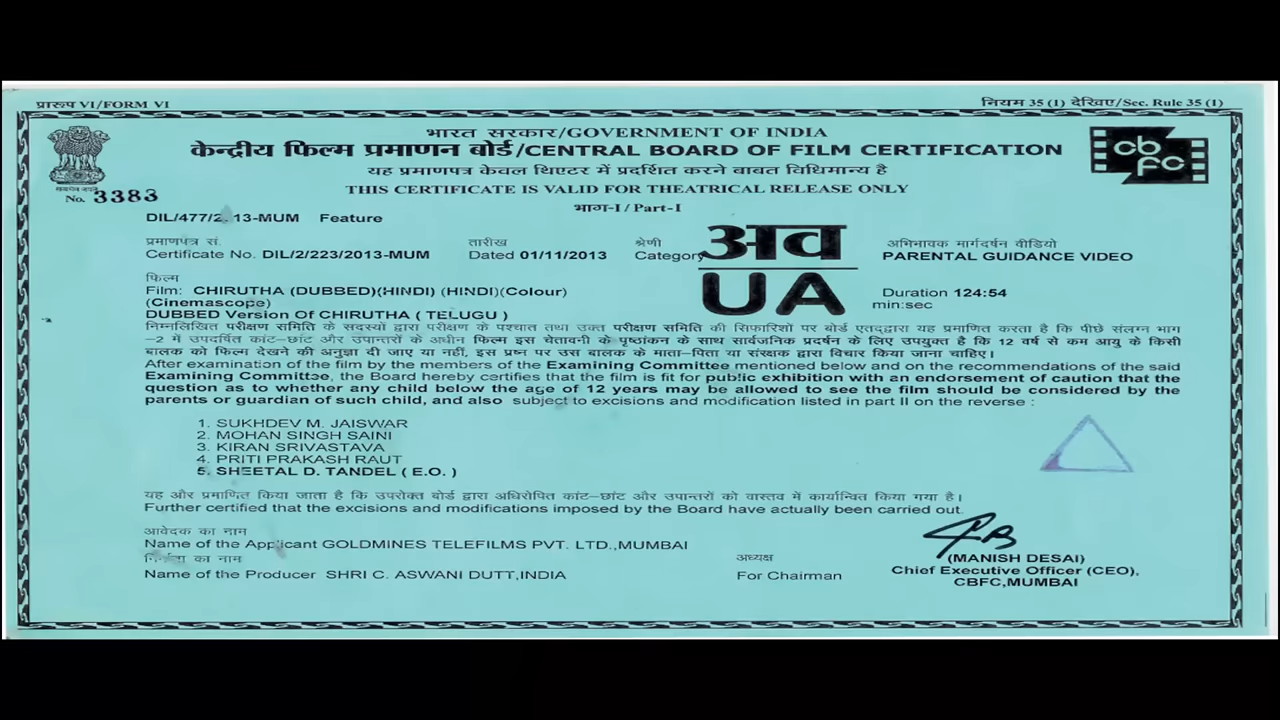 प्रारूप VI/FORM VI
नियम 35 (1) देखिए/Sec. Rule 35 (1)
भारत सरकार/GOVERNMENT OF INDIA
केन्द्रीय फिल्म प्रमाणन बोर्ड/CENTRAL BOARD OF FILM CERTIFICATION
cb
fc
यह प्रमाणपत्र केवल थिएटर में प्रदर्शित करने बाबत विधिमान्य है
THIS CERTIFICATE IS VALID FOR THEATRICAL RELEASE ONLY
सत्यमेव जयते
No. 3383
भाग-I / Part-I
DIL/477/2013-MUM Feature
अव
UA
प्रमाणपत्र सं. तारीख श्रेणी अभिभावक मार्गदर्शन वीडियो
Certificate No. DIL/2/223/2013-MUM Dated 01/11/2013 Category PARENTAL GUIDANCE VIDEO
फिल्म
Film: CHIRUTHA (DUBBED)(HINDI) (HINDI)(Colour) Duration 124:54
(Cinemascope) min:sec
DUBBED Version Of CHIRUTHA ( TELUGU )
निम्नलिखित परीक्षण समिति के सदस्यों द्वारा परीक्षण के पश्चात तथा उक्त परीक्षण समिति की सिफारिशों पर बोर्ड एतद्द्वारा यह प्रमाणित करता है कि पीछे संलग्न भाग
-2 में उपदर्शित कांट-छांट और उपान्तरों के अधीन फिल्म इस चेतावनी के पृष्ठांकन के साथ सार्वजनिक प्रदर्शन के लिए उपयुक्त है कि 12 वर्ष से कम आयु के किसी
बालक को फिल्म देखने की अनुज्ञा दी जाए या नहीं, इस प्रश्न पर उस बालक के माता-पिता या संरक्षक द्वारा विचार किया जाना चाहिए।
After examination of the film by the members of the Examining Committee mentioned below and on the recommendations of the said
Examining Committee, the Board hereby certifies that the film is fit for public exhibition with an endorsement of caution that the
question as to whether any child below the age of 12 years may be allowed to see the film should be considered by the
parents or guardian of such child, and also subject to excisions and modification listed in part II on the reverse :
1. SUKHDEV M. JAISWAR
2. MOHAN SINGH SAINI
3. KIRAN SRIVASTAVA
4. PRITI PRAKASH RAUT
5. SHEETAL D. TANDEL ( E.O. )
यह और प्रमाणित किया जाता है कि उपरोक्त बोर्ड द्वारा अधिरोपित कांट-छांट और उपान्तरों को वास्तव में कार्यान्वित किया गया है।
Further certified that the excisions and modifications imposed by the Board have actually been carried out.
आवेदक का नाम
Name of the Applicant GOLDMINES TELEFILMS PVT. LTD.,MUMBAI
निर्माता का नाम
Name of the Producer SHRI C. ASWANI DUTT,INDIA
अध्यक्ष
For Chairman
(MANISH DESAI)
Chief Executive Officer (CEO),
CBFC,MUMBAI